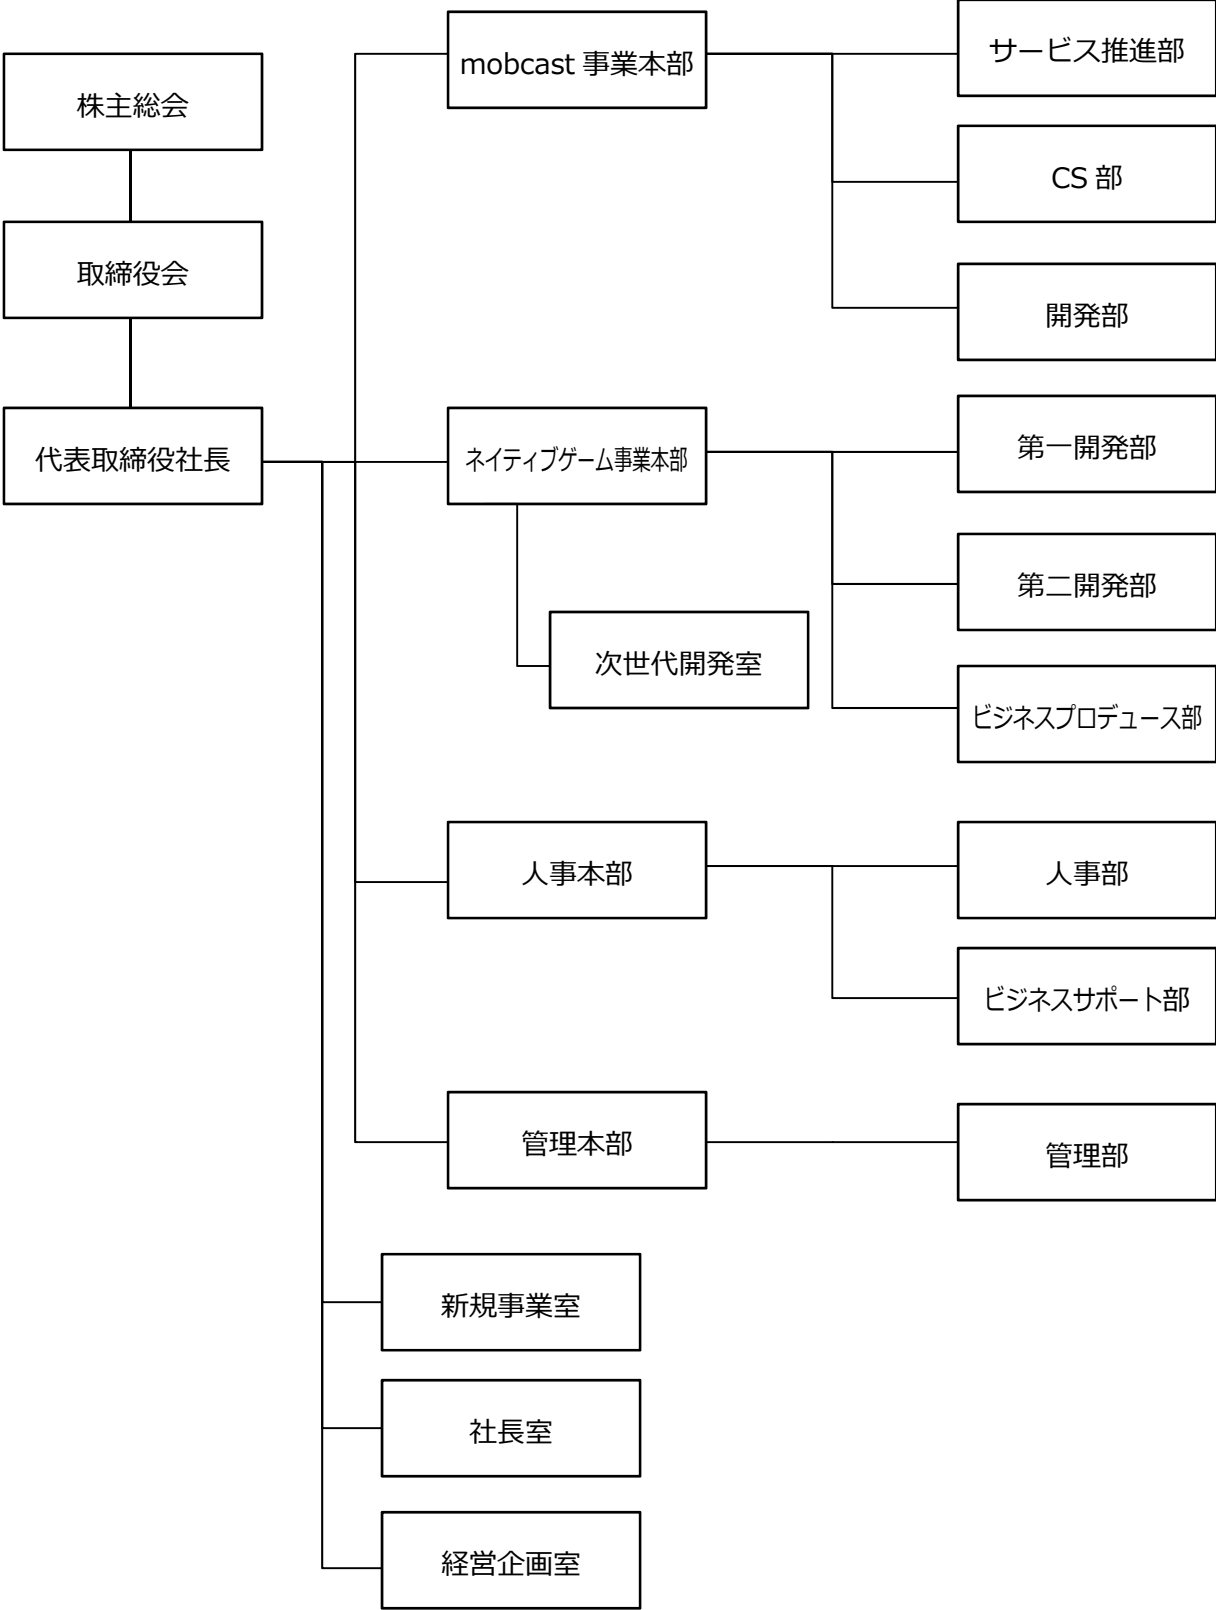 株主総会
取締役会
代表取締役社長
mobcast 事業本部
サービス推進部
CS 部
開発部
ネイティブゲーム事業本部
第一開発部
第二開発部
ビジネスプロデュース部
次世代開発室
人事本部
人事部
ビジネスサポート部
管理本部
管理部
新規事業室
社長室
経営企画室